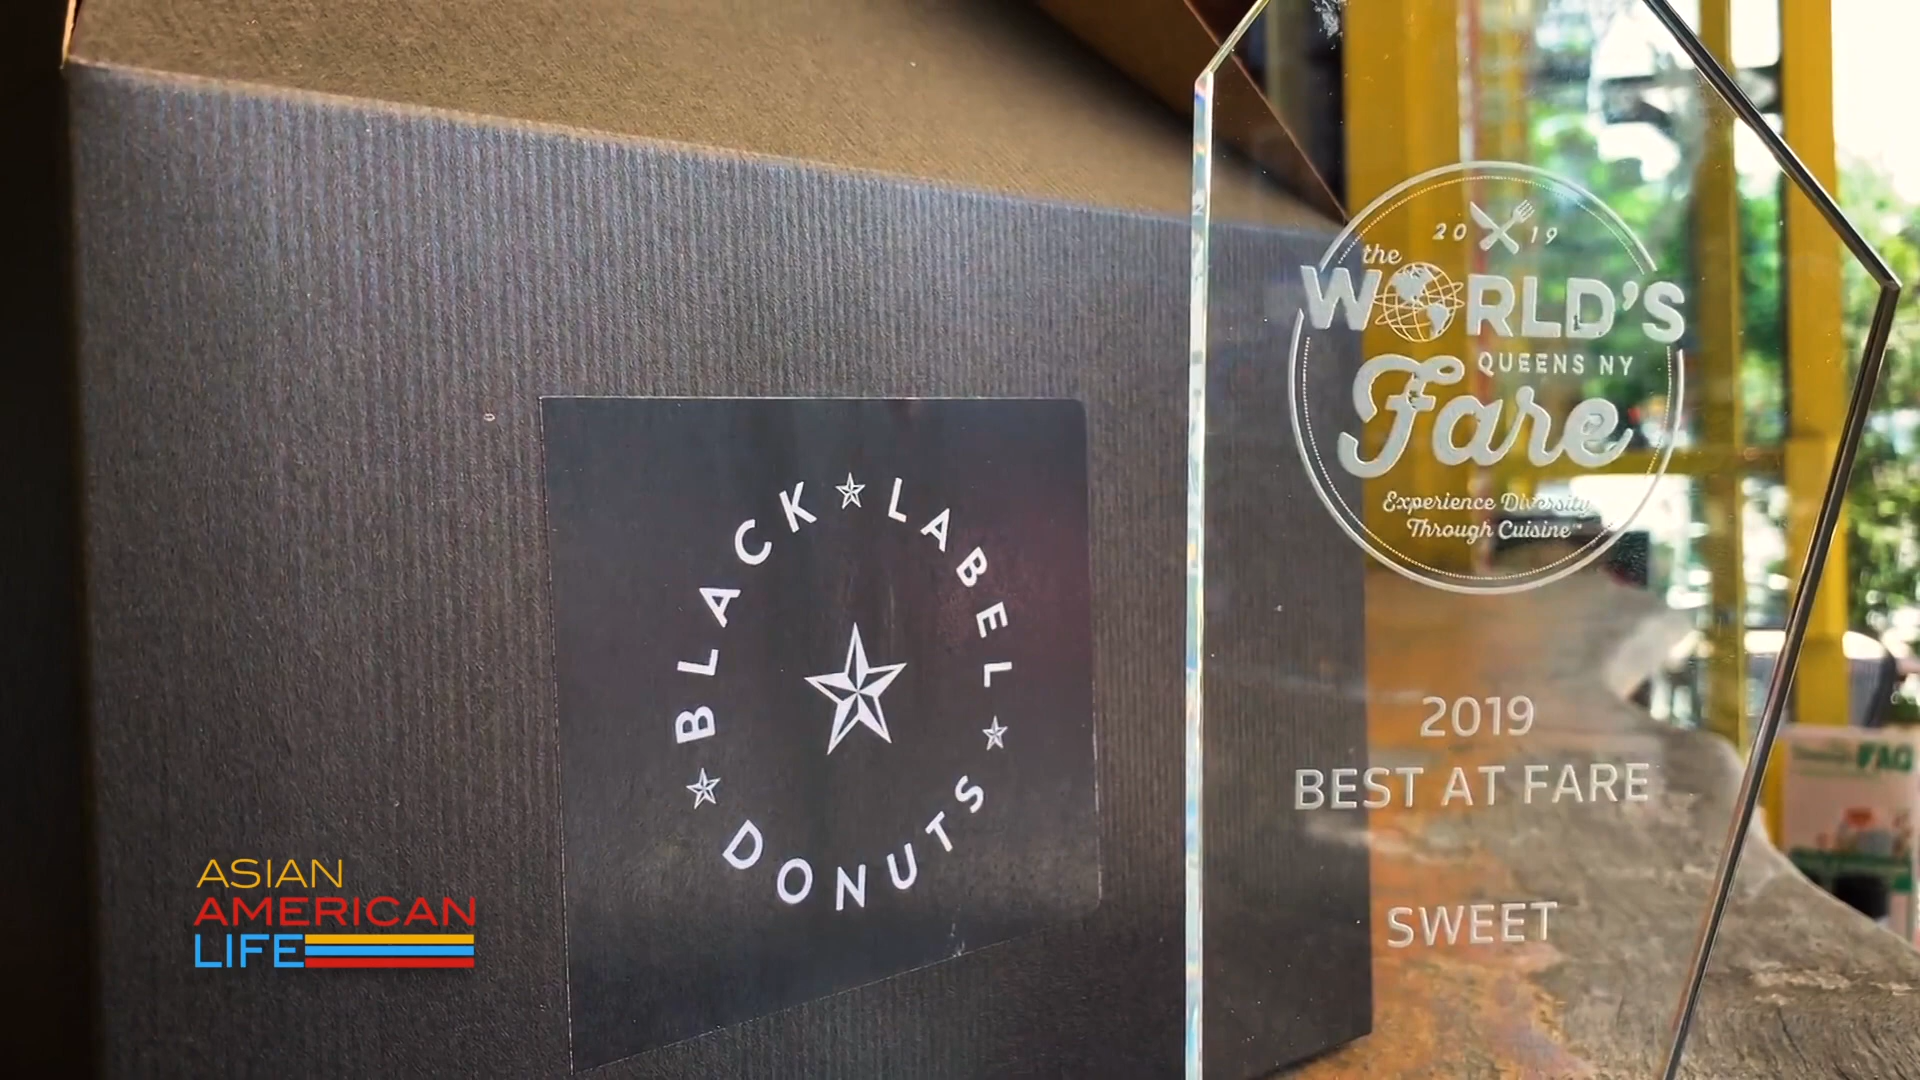 BLACK LABEL
DONUTS
2019
the
WORLD'S
QUEENS NY
Fare
Experience Diversity
Through Cuisine
2019
BEST AT FARE
SWEET
FAQ
ASIAN
AMERICAN
LIFE